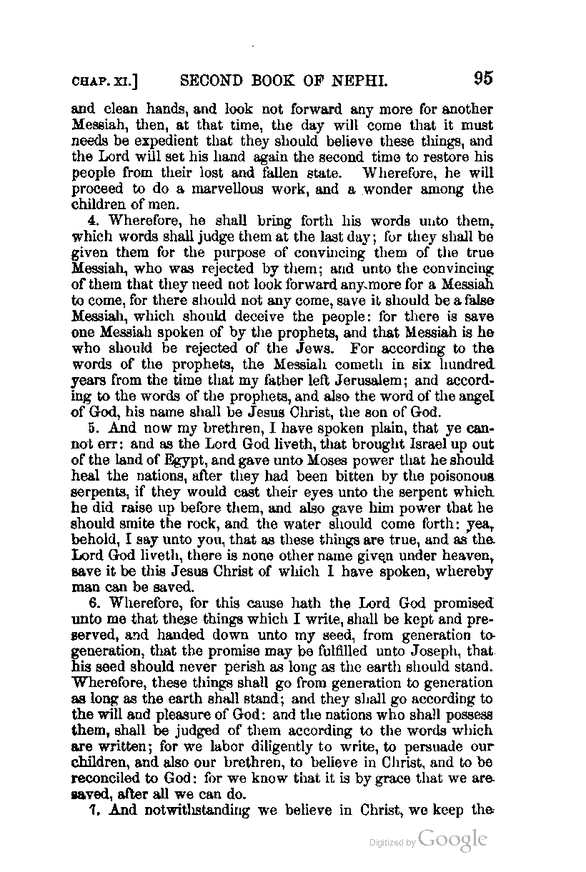 CHAP. XI.] SECOND BOOK OF NEPHI. 95
and clean hands, and look not forward any more for another
Messiah, then, at that time, the day will come that it must
needs be expedient that they should believe these things, and
the Lord will set his hand again the second time to restore his
people from their lost and fallen state. Wherefore, he will
proceed to do a marvellous work, and a wonder among the
children of men.
4. Wherefore, he shall bring forth his words unto them,
which words shall judge them at the last day; for they shall be
given them for the purpose of convincing them of the true
Messiah, who was rejected by them; and unto the convincing
of them that they need not look forward any more for a Messiah
to come, for there should not any come, save it should be a false
Messiah, which should deceive the people: for there is save
one Messiah spoken of by the prophets, and that Messiah is he
who should be rejected of the Jews. For according to the
words of the prophets, the Messiah cometh in six hundred
years from the time that my father left Jerusalem; and accord-
ing to the words of the prophets, and also the word of the angel
of God, his name shall be Jesus Christ, the son of God.
5. And now my brethren, I have spoken plain, that ye can-
not err: and as the Lord God liveth, that brought Israel up out
of the land of Egypt, and gave unto Moses power that he should
heal the nations, after they had been bitten by the poisonous
serpents, if they would cast their eyes unto the serpent which
he did raise up before them, and also gave him power that he
should smite the rock, and the water should come forth: yea,
behold, I say unto you, that as these things are true, and as the
Lord God liveth, there is none other name given under heaven,
save it be this Jesus Christ of which I have spoken, whereby
man can be saved.
6. Wherefore, for this cause hath the Lord God promised
unto me that these things which I write, shall be kept and pre-
served, and handed down unto my seed, from generation to
generation, that the promise may be fulfilled unto Joseph, that
his seed should never perish as long as the earth should stand.
Wherefore, these things shall go from generation to generation
as long as the earth shall stand; and they shall go according to
the will and pleasure of God: and the nations who shall possess
them, shall be judged of them according to the words which
are written; for we labor diligently to write, to persuade our
children, and also our brethren, to believe in Christ, and to be
reconciled to God: for we know that it is by grace that we are
saved, after all we can do.
7. And notwithstanding we believe in Christ, we keep the
Digitized by Google